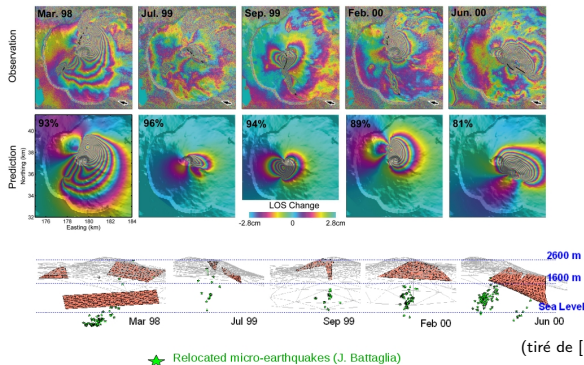 Mar. 98
Jul. 99
Sep. 99
Feb. 00
Jun. 00
Observation
93%
96%
94%
89%
81%
Prediction
Northing (km)
40
38
36
34
32
176 178 180 182 184
Easting (km)
LOS Change
-2.8cm 0 2.8cm
2600 m
1600 m
Sea Level
Mar 98
Jul 99
Sep 99
Feb 00
Jun 00
(tiré de [
Relocated micro-earthquakes (J. Battaglia)